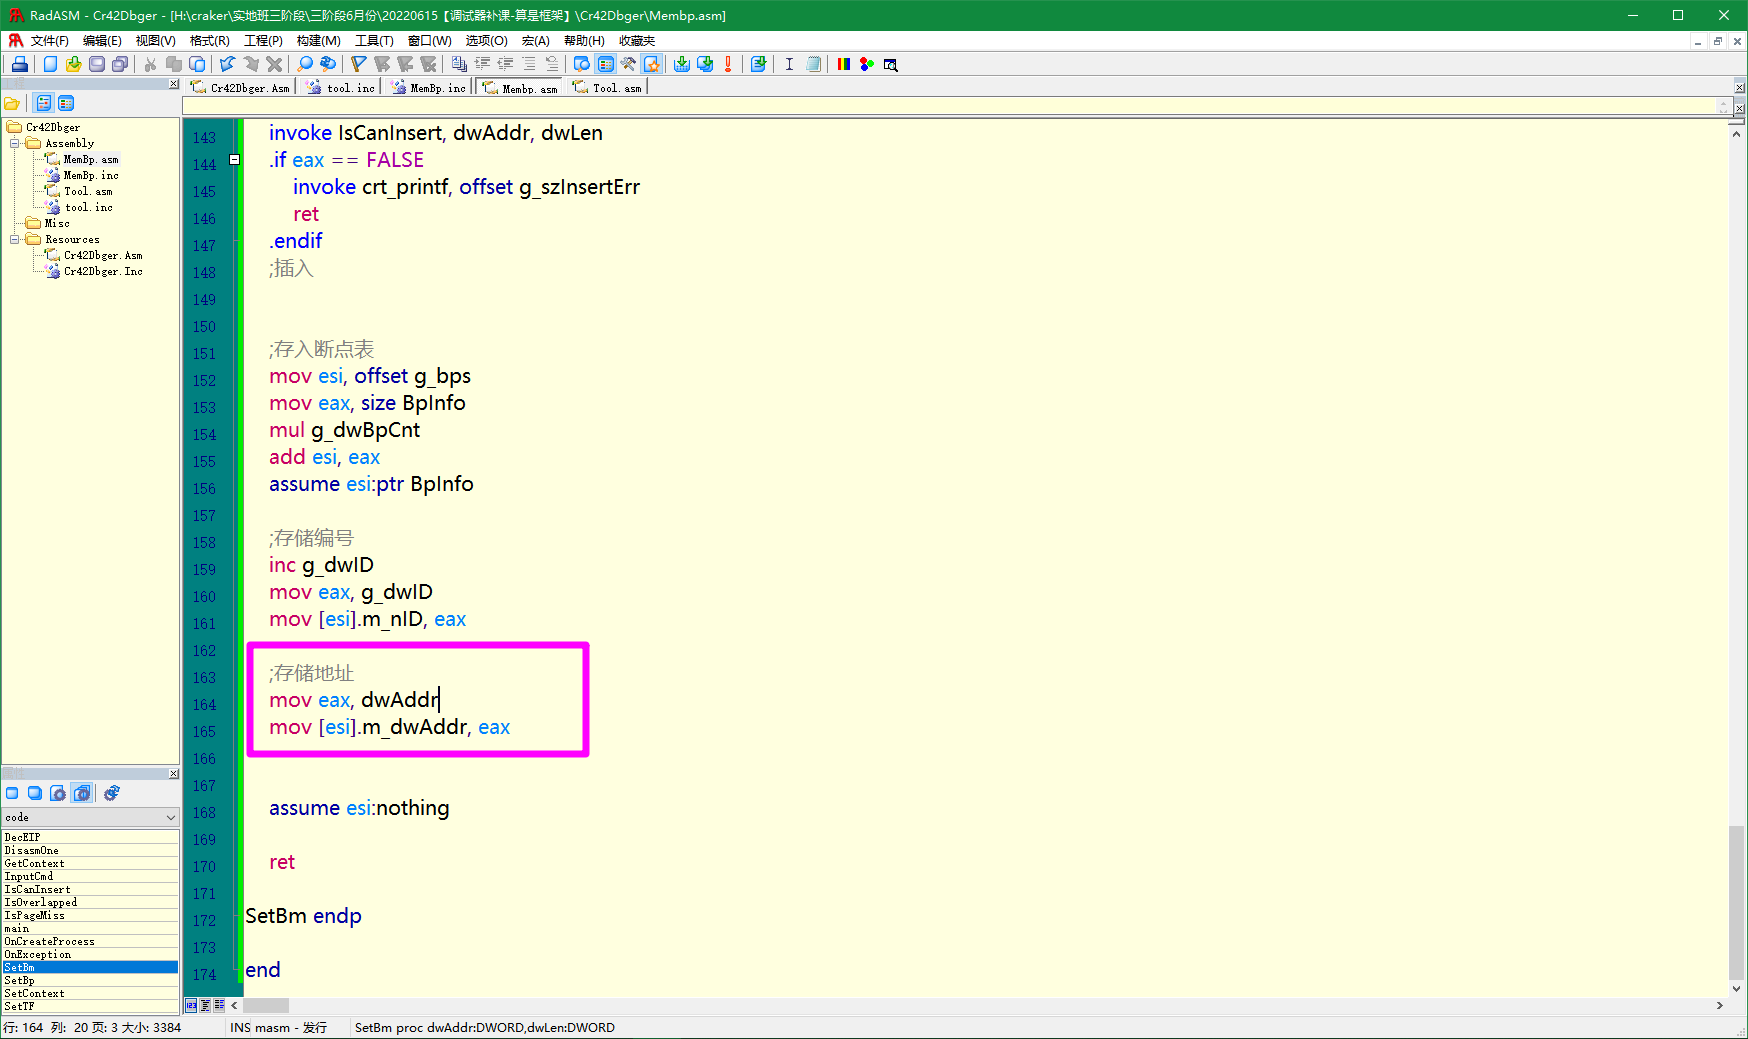 RadASM - Cr42Dbger - [H:\craker\实地班三阶段\三阶段6月份\20220615【调试器补课-算是框架】\Cr42Dbger\Membp.asm]
文件(F) 编辑(E) 视图(V) 格式(R) 工程(P) 构建(M) 工具(T) 窗口(W) 选项(O) 宏(A) 帮助(H) 收藏夹
Cr42Dbger.Asm tool.inc MemBp.inc Membp.asm Tool.asm
Cr42Dbger
Assembly
MemBp.asm
MemBp.inc
Tool.asm
tool.inc
Misc
Resources
Cr42Dbger.Asm
Cr42Dbger.Inc
code
DecEIP
DisasmOne
GetContext
InputCmd
IsCanInsert
IsOverlapped
IsPageMiss
main
OnCreateProcess
OnException
SetBm
SetBp
SetContext
SetTF
143 invoke IsCanInsert, dwAddr, dwLen
144 .if eax == FALSE
145 invoke crt_printf, offset g_szInsertErr
146 ret
147 .endif
148 ;插入
149
150
151 ;存入断点表
152 mov esi, offset g_bps
153 mov eax, size BpInfo
154 mul g_dwBpCnt
155 add esi, eax
156 assume esi:ptr BpInfo
157
158 ;存储编号
159 inc g_dwID
160 mov eax, g_dwID
161 mov [esi].m_nID, eax
162
163 ;存储地址
164 mov eax, dwAddr
165 mov [esi].m_dwAddr, eax
166
167
168 assume esi:nothing
169
170 ret
171
172 SetBm endp
173
174 end
行: 164 列: 20 页: 3 大小: 3384 INS masm - 发行 SetBm proc dwAddr:DWORD,dwLen:DWORD